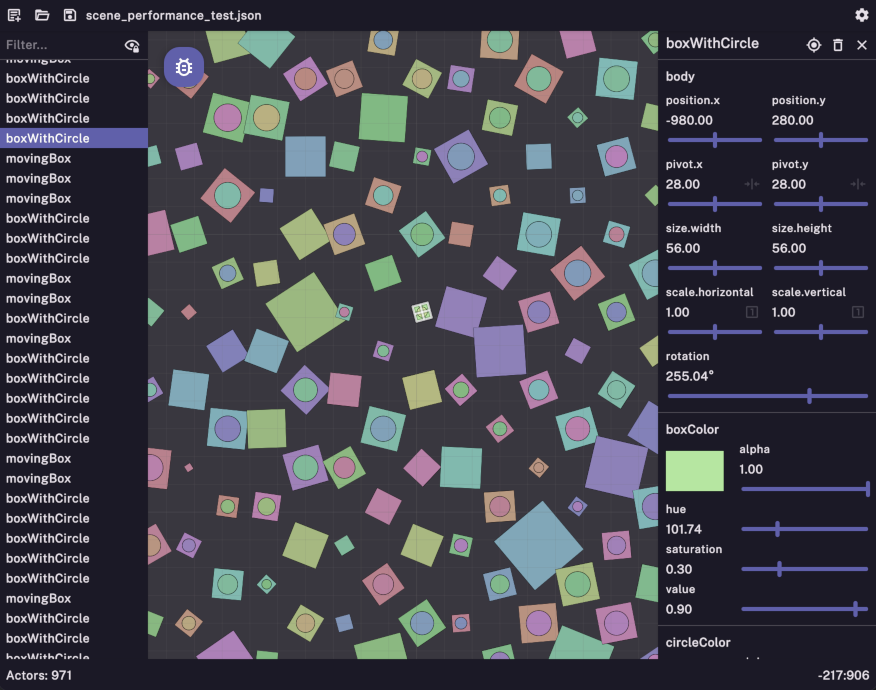 scene_performance_test.json
Filter...
movingBox
boxWithCircle
boxWithCircle
boxWithCircle
boxWithCircle
movingBox
movingBox
movingBox
boxWithCircle
boxWithCircle
boxWithCircle
movingBox
movingBox
boxWithCircle
movingBox
boxWithCircle
boxWithCircle
boxWithCircle
boxWithCircle
boxWithCircle
movingBox
movingBox
boxWithCircle
boxWithCircle
boxWithCircle
boxWithCircle
boxWithCircle
movingBox
boxWithCircle
boxWithCircle
boxWithCircle
Actors: 971
boxWithCircle
body
position.x position.y
-980.00 280.00
pivot.x pivot.y
28.00 28.00
size.width size.height
56.00 56.00
scale.horizontal scale.vertical
1.00 1 1.00 1
rotation
255.04°
boxColor
alpha
1.00
hue
101.74
saturation
0.30
value
0.90
circleColor
-217:906